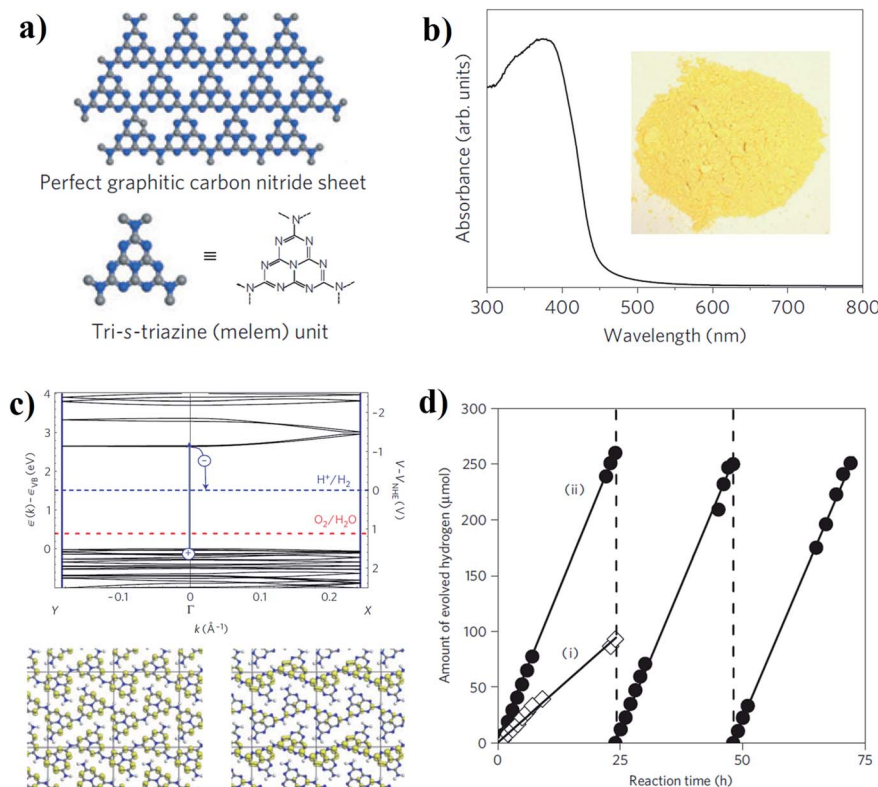 a)
Perfect graphitic carbon nitride sheet
≡
N
N N
N N N
N N N N
Tri-s-triazine (melem) unit
b)
Absorbance (arb. units)
300 400 500 600 700 800
Wavelength (nm)
c)
ε(k) – εVB (eV)
4
3
2
1
0
−
+
H⁺/H₂
O₂/H₂O
−2
−1
0
1
2
V – VNHE (V)
Y −0.1 0 0.1 0.2 X
Γ
k (Å⁻¹)
d)
Amount of evolved hydrogen (μmol)
300
250
200
150
100
50
0
(ii)
(i)
0 25 50 75
Reaction time (h)